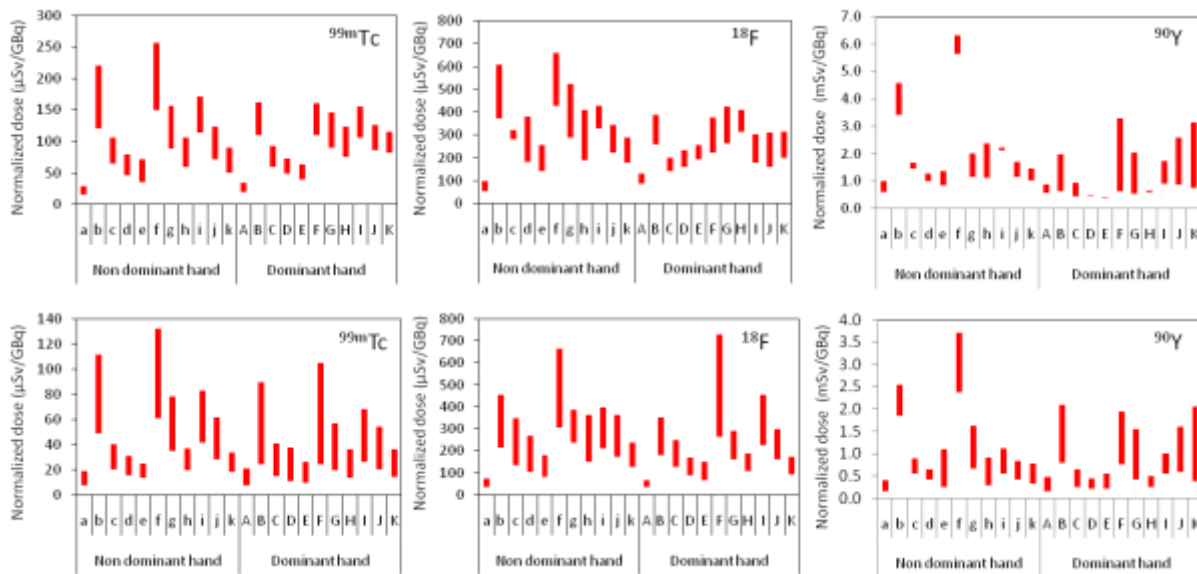 99mTc
Normalized dose (µSv/GBq)
300
250
200
150
100
50
0
a b c d e f g h i j k A B C D E F G H I J K
Non dominant hand Dominant hand
18F
Normalized dose (µSv/GBq)
800
700
600
500
400
300
200
100
0
a b c d e f g h i j k A B C D E F G H I J K
Non dominant hand Dominant hand
90Y
Normalized dose (mSv/GBq)
7.0
6.0
5.0
4.0
3.0
2.0
1.0
0.0
a b c d e f g h i j k A B C D E F G H I J K
Non dominant hand Dominant hand
99mTc
Normalized dose (µSv/GBq)
140
120
100
80
60
40
20
0
a b c d e f g h i j k A B C D E F G H I J K
Non dominant hand Dominant hand
18F
Normalized dose (µSv/GBq)
800
700
600
500
400
300
200
100
0
a b c d e f g h i j k A B C D E F G H I J K
Non dominant hand Dominant hand
90Y
Normalized dose (mSv/GBq)
4.0
3.5
3.0
2.5
2.0
1.5
1.0
0.5
0.0
a b c d e f g h i j k A B C D E F G H I J K
Non dominant hand Dominant hand